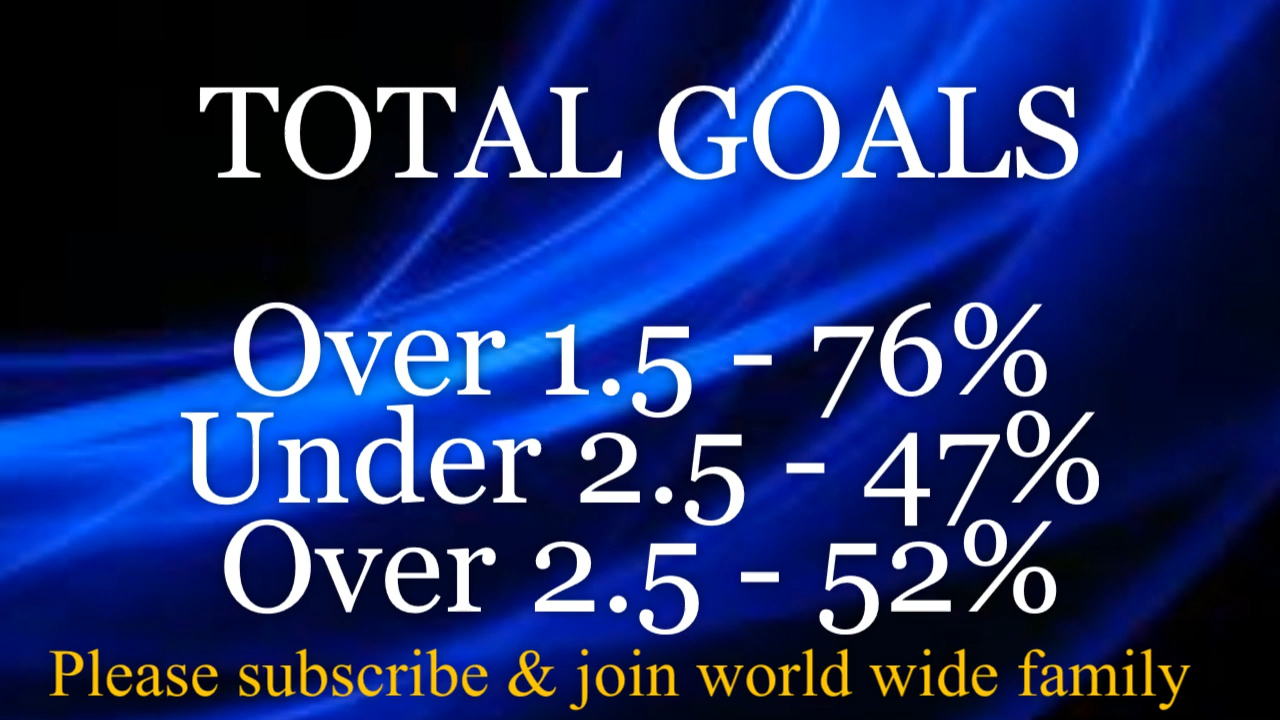 TOTAL GOALS
Over 1.5 - 76%
Under 2.5 - 47%
Over 2.5 - 52%
Please subscribe & join world wide family